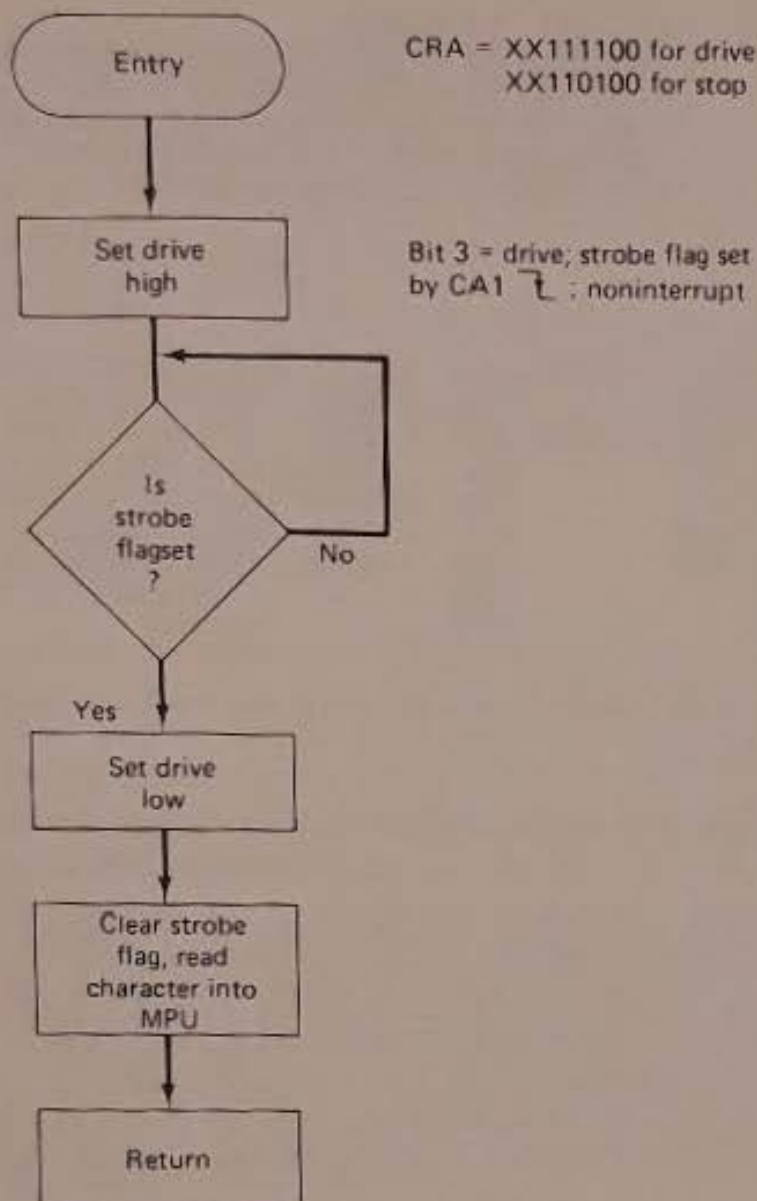 Entry
CRA = XX111100 for drive
XX110100 for stop
Set drive
high
Bit 3 = drive; strobe flag set
by CA1 ; noninterrupt
Is
strobe
flagset
?
No
Yes
Set drive
low
Clear strobe
flag, read
character into
MPU
Return